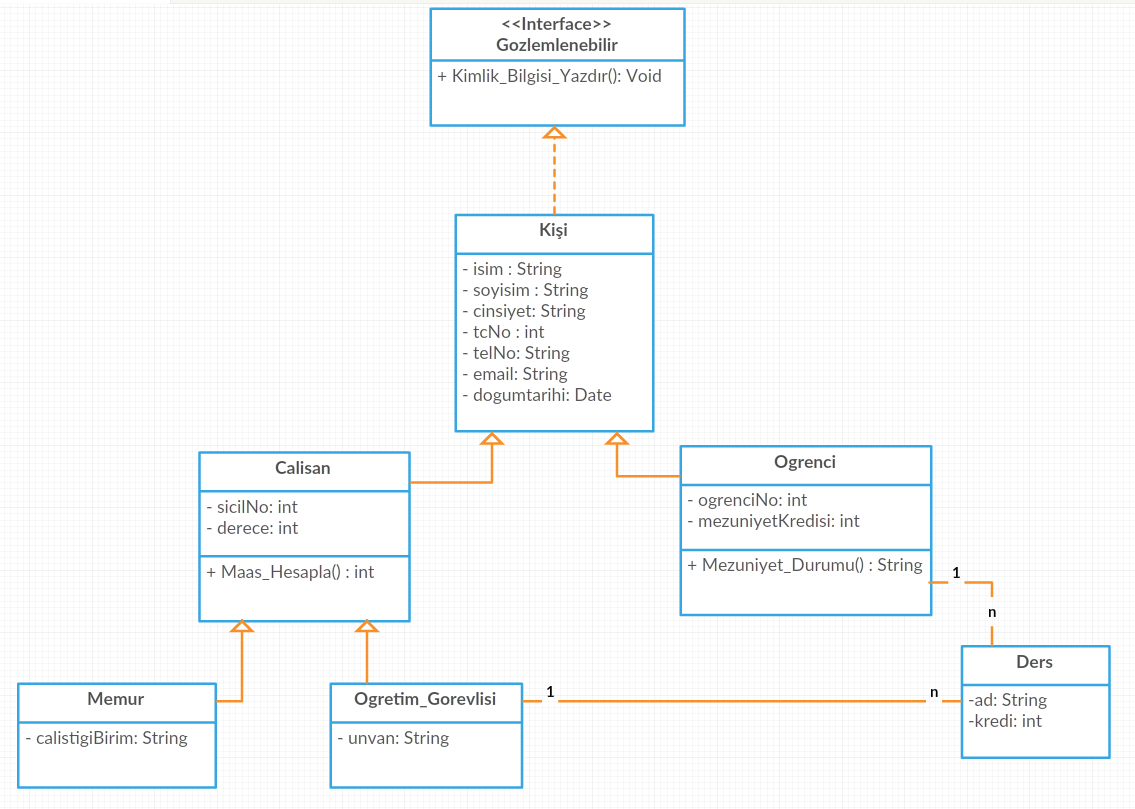 <<Interface>>
Gozlemlenebilir
+ Kimlik_Bilgisi_Yazdır(): Void
Kişi
- isim : String
- soyisim : String
- cinsiyet: String
- tcNo : int
- telNo: String
- email: String
- dogumtarihi: Date
Calisan
- sicilNo: int
- derece: int
+ Maas_Hesapla() : int
Ogrenci
- ogrenciNo: int
- mezuniyetKredisi: int
+ Mezuniyet_Durumu() : String
1
n
Memur
- calistigiBirim: String
Ogretim_Gorevlisi
- unvan: String
1
n
Ders
-ad: String
-kredi: int